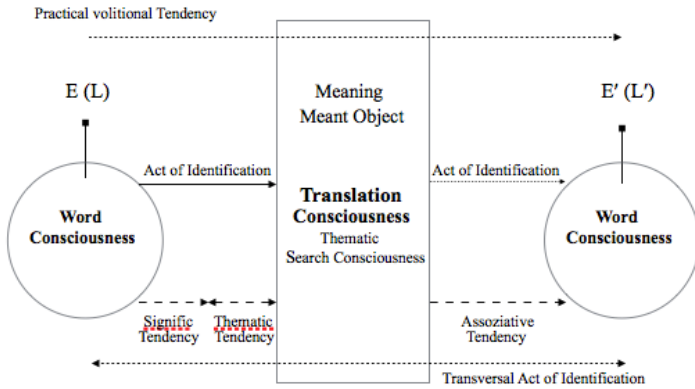 Practical volitional Tendency
E (L)
E′ (L′)
Meaning
Meant Object
Act of Identification
Act of Identification
Translation
Consciousness
Thematic
Search Consciousness
Word
Consciousness
Word
Consciousness
Signific
Tendency
Thematic
Tendency
Assoziative
Tendency
Transversal Act of Identification